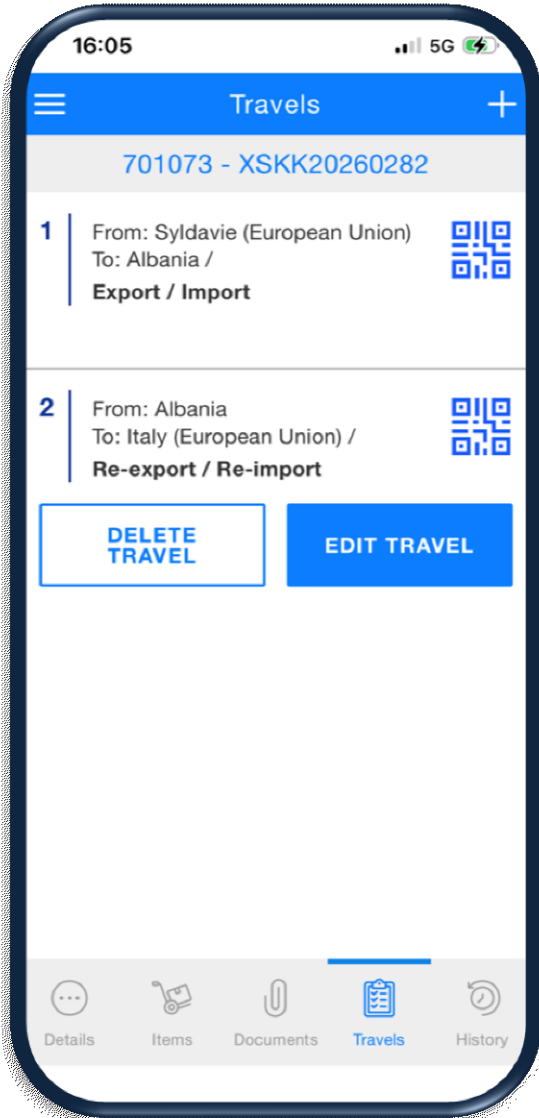 16:05
5G
Travels
701073 - XSKK20260282
1
From: Syldavie (European Union)
To: Albania /
Export / Import
2
From: Albania
To: Italy (European Union) /
Re-export / Re-import
DELETE
TRAVEL
EDIT TRAVEL
Details
Items
Documents
Travels
History